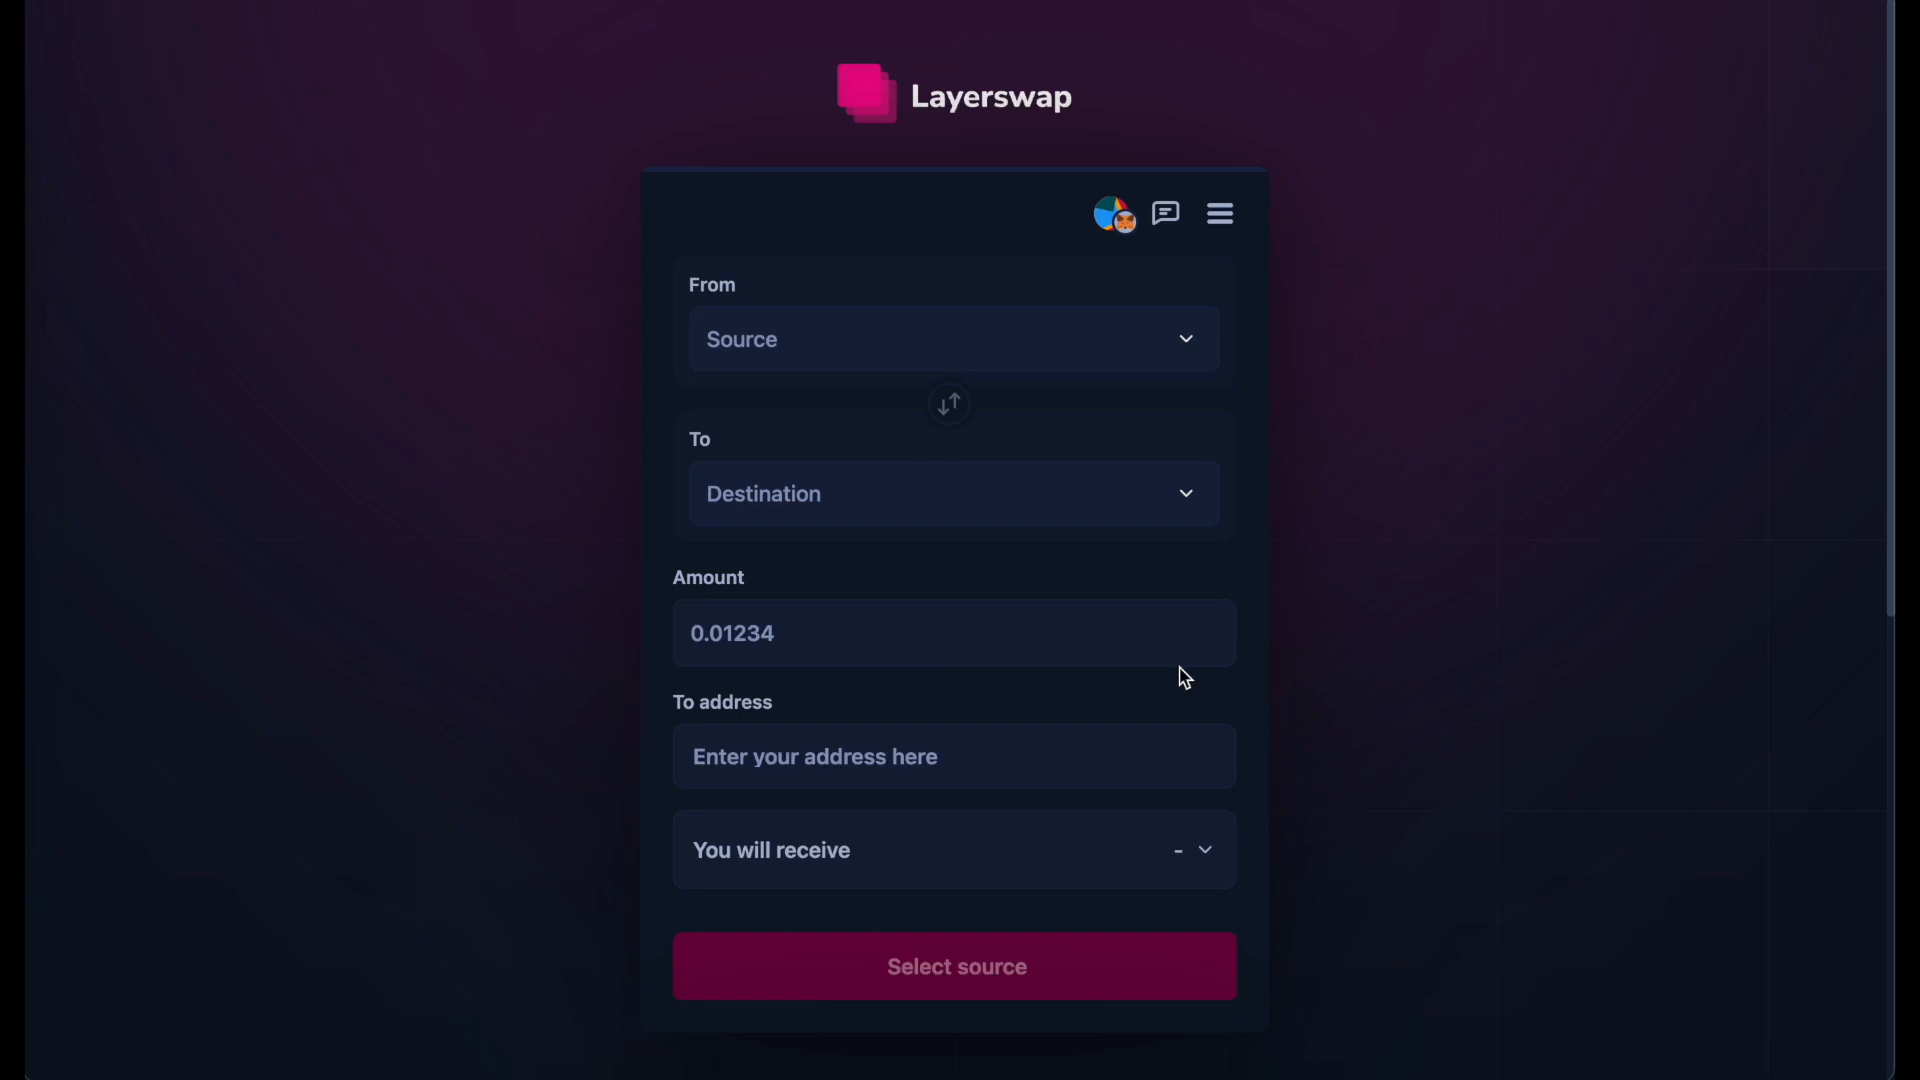 Layerswap
From
Source
To
Destination
Amount
0.01234
To address
Enter your address here
You will receive -
Select source